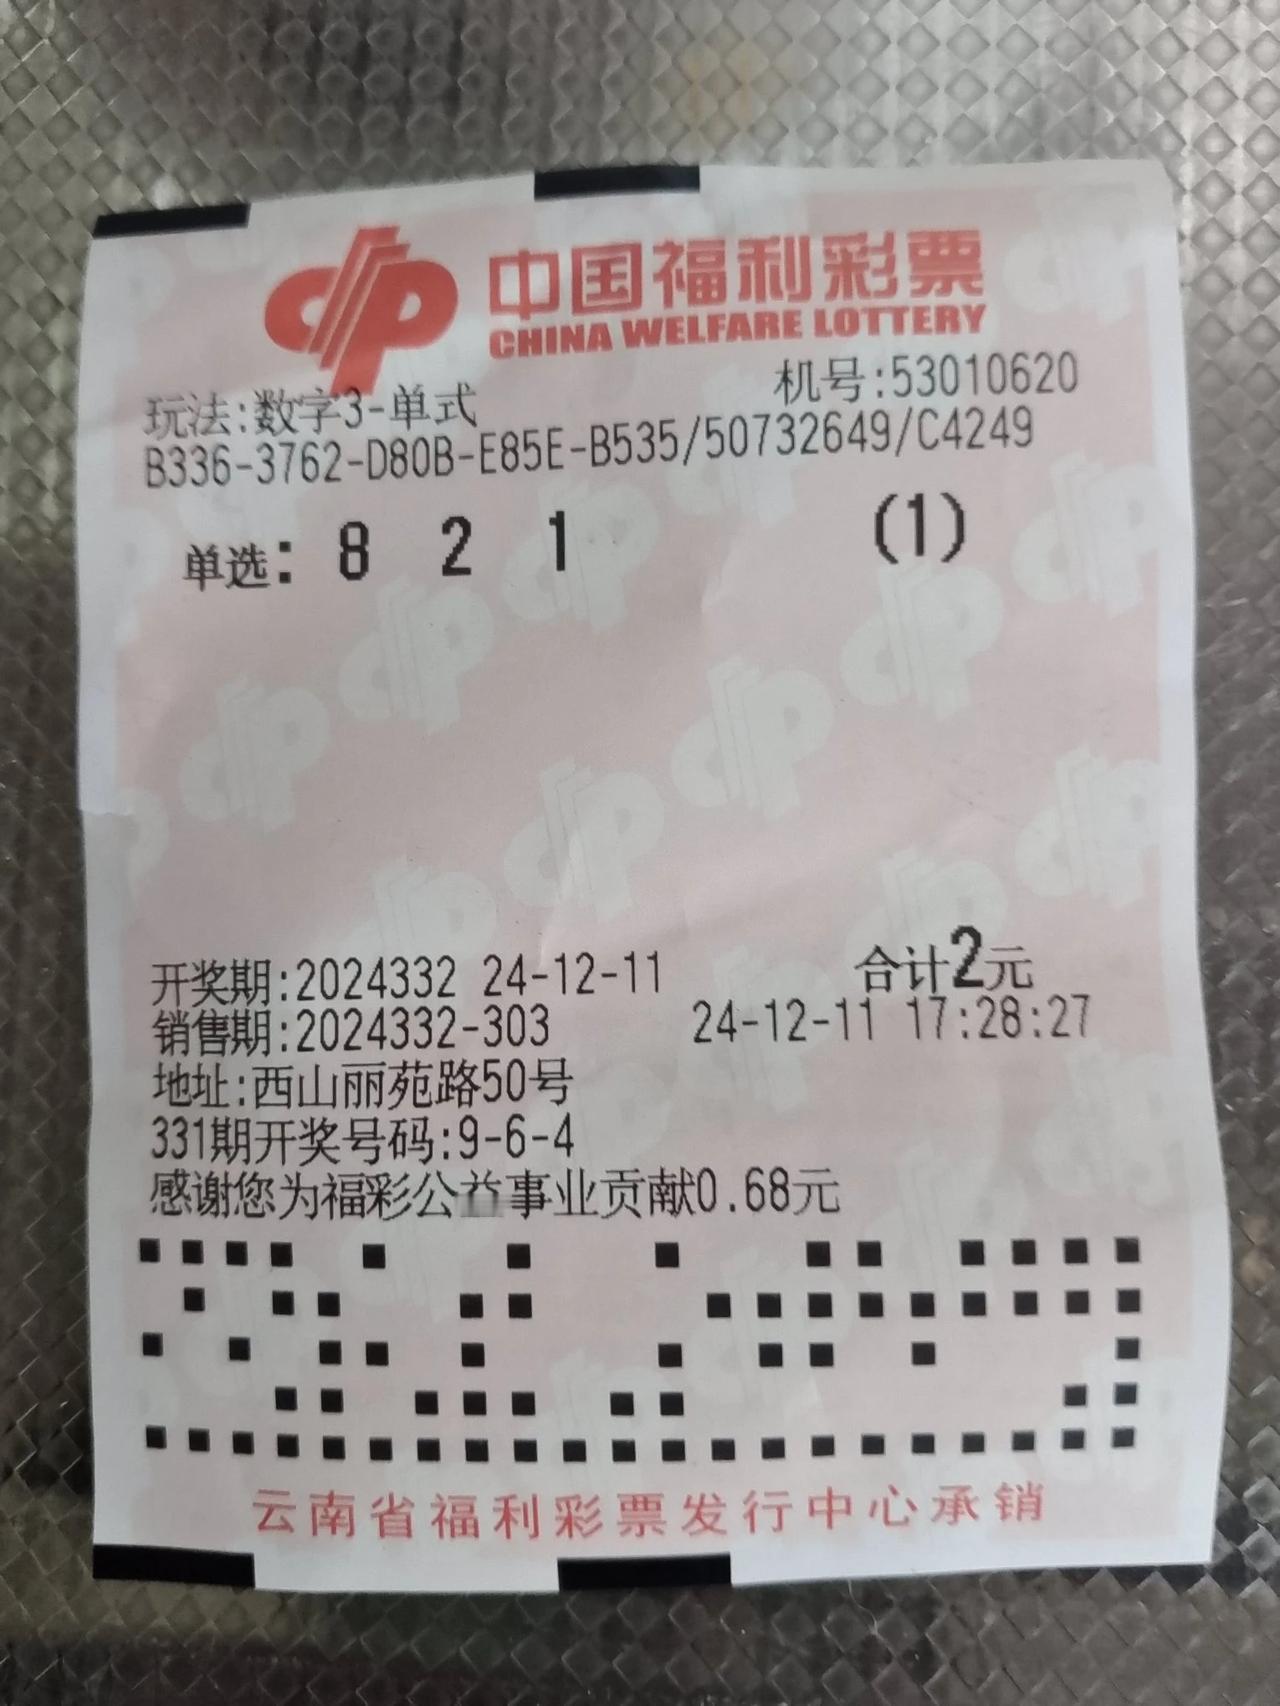 中国福利彩票
CHINA WELFARE LOTTERY
机号:53010620
玩法:数字3-单式
B336-3762-D80B-E85E-B535/50732649/C4249
单选: 8 2 1 (1)
开奖期:2024332 24-12-11 合计2元
销售期:2024332-303 24-12-11 17:28:27
地址:西山丽苑路50号
331期开奖号码:9-6-4
感谢您为福彩公益事业贡献0.68元
云南省福利彩票发行中心承销